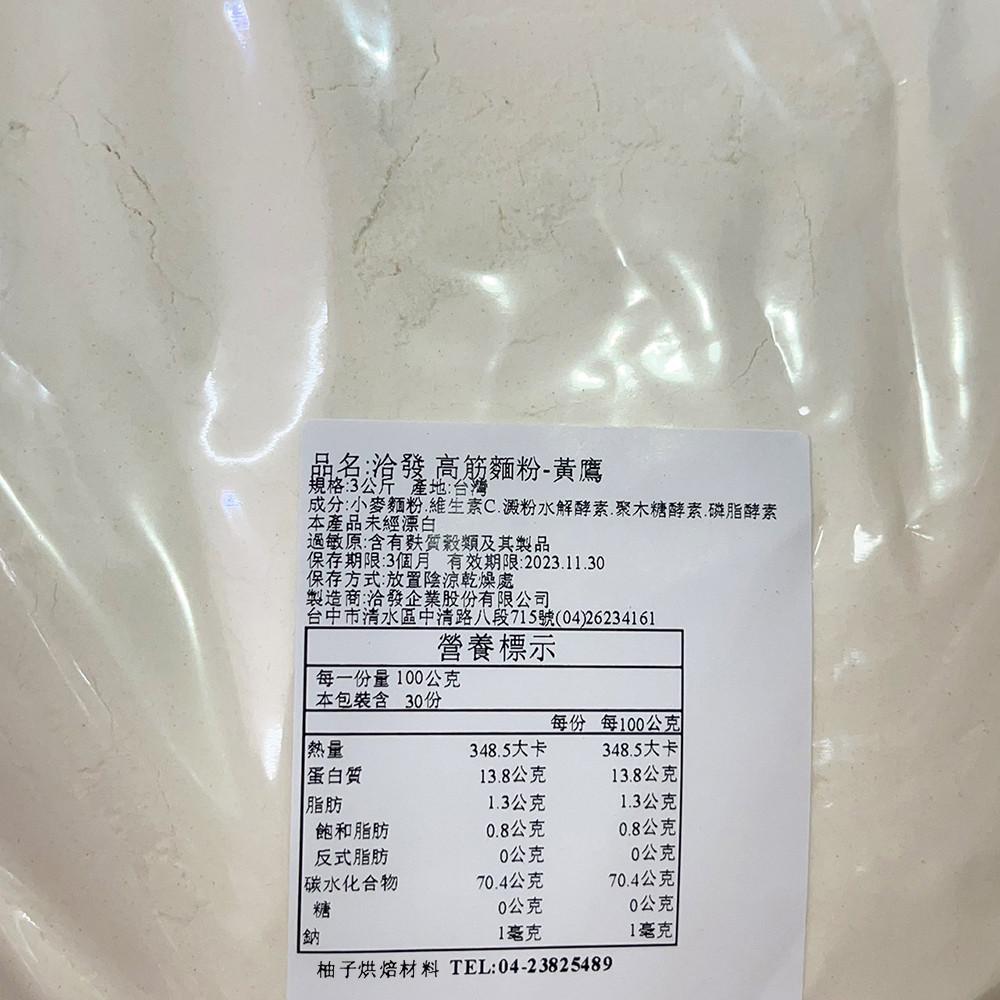 品名:洽發 高筋麵粉-黃鷹
規格:3公斤 產地:台灣
成分:小麥麵粉.維生素C.澱粉水解酵素.聚木糖酵素.磷脂酵素
本產品未經漂白
過敏原:含有麩質穀類及其製品
保存期限:3個月 有效期限:2023.11.30
保存方式:放置陰涼乾燥處
製造商:洽發企業股份有限公司
台中市清水區中清路八段715號(04)26234161
營養標示
每一份量 100公克
本包裝含 30份
每份 每100公克
熱量 348.5大卡 348.5大卡
蛋白質 13.8公克 13.8公克
脂肪 1.3公克 1.3公克
飽和脂肪 0.8公克 0.8公克
反式脂肪 0公克 0公克
碳水化合物 70.4公克 70.4公克
糖 0公克 0公克
鈉 1毫克 1毫克
柚子烘焙材料 TEL:04-23825489